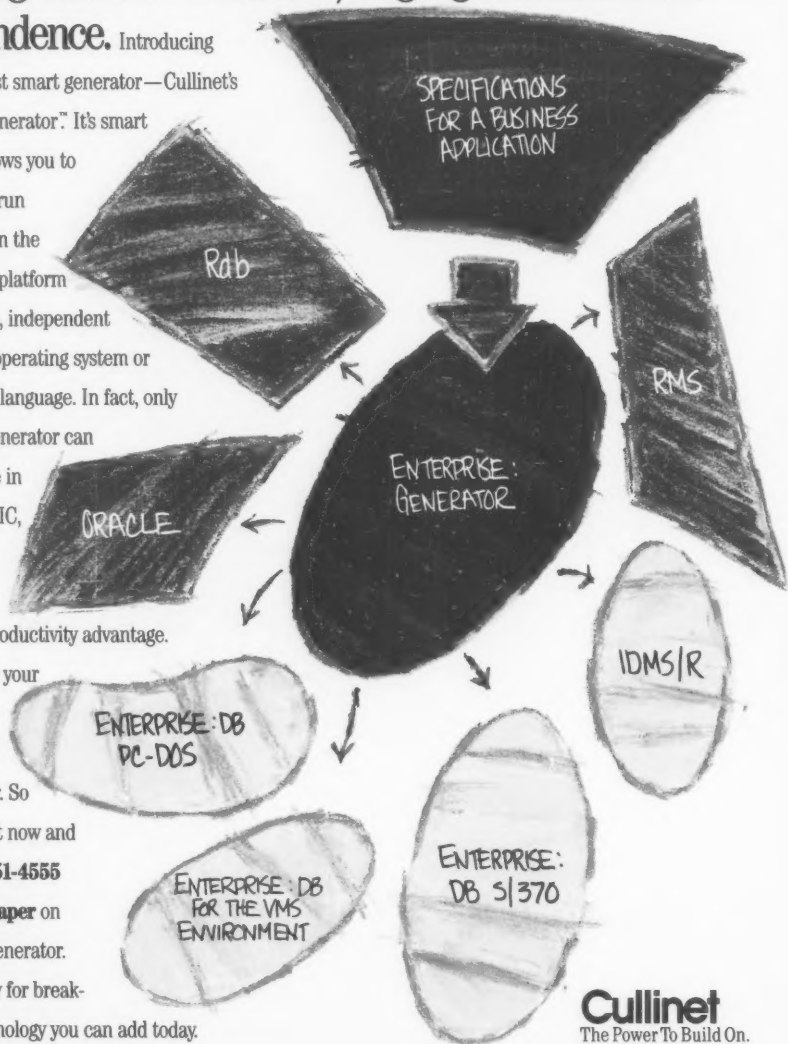 ndence. Introducing
st smart generator—Cullinet's
nerator™ It's smart
ws you to
run
n the
platform
, independent
operating system or
language. In fact, only
nerator can
e in
IC,
oductivity advantage.
your
. So
t now and
51-4555
aper on
enerator.
y for break-
nology you can add today.
SPECIFICATIONS
FOR A BUSINESS
APPLICATION
Rdb
RMS
ENTERPRISE:
GENERATOR
ORACLE
IDMS/R
ENTERPRISE: DB
PC-DOS
ENTERPRISE: DB
FOR THE VMS
ENVIRONMENT
ENTERPRISE:
DB S/370
Cullinet
The Power To Build On.